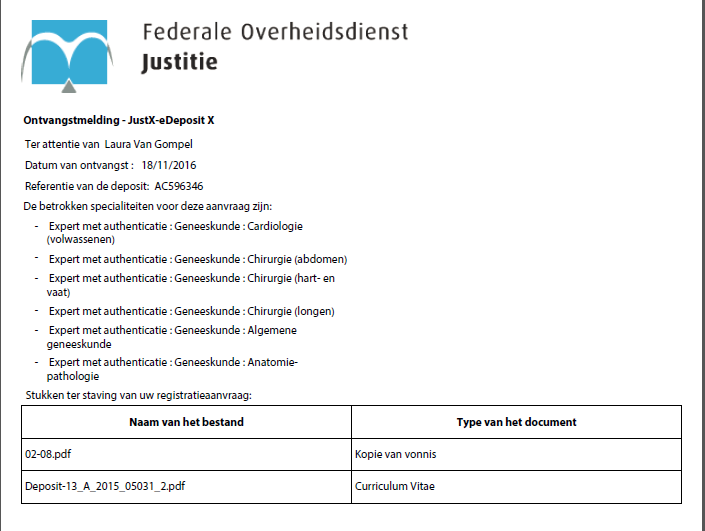 Federale Overheidsdienst
Justitie
Ontvangstmelding - JustX-eDeposit X
Ter attentie van Laura Van Gompel
Datum van ontvangst : 18/11/2016
Referentie van de deposit: AC596346
De betrokken specialiteiten voor deze aanvraag zijn:
- Expert met authenticatie : Geneeskunde : Cardiologie
(volwassenen)
- Expert met authenticatie : Geneeskunde : Chirurgie (abdomen)
- Expert met authenticatie : Geneeskunde : Chirurgie (hart- en
vaat)
- Expert met authenticatie : Geneeskunde : Chirurgie (longen)
- Expert met authenticatie : Geneeskunde : Algemene
geneeskunde
- Expert met authenticatie : Geneeskunde : Anatomie-
pathologie
Stukken ter staving van uw registratieaanvraag:
Naam van het bestand Type van het document
02-08.pdf Kopie van vonnis
Deposit-13_A_2015_05031_2.pdf Curriculum Vitae